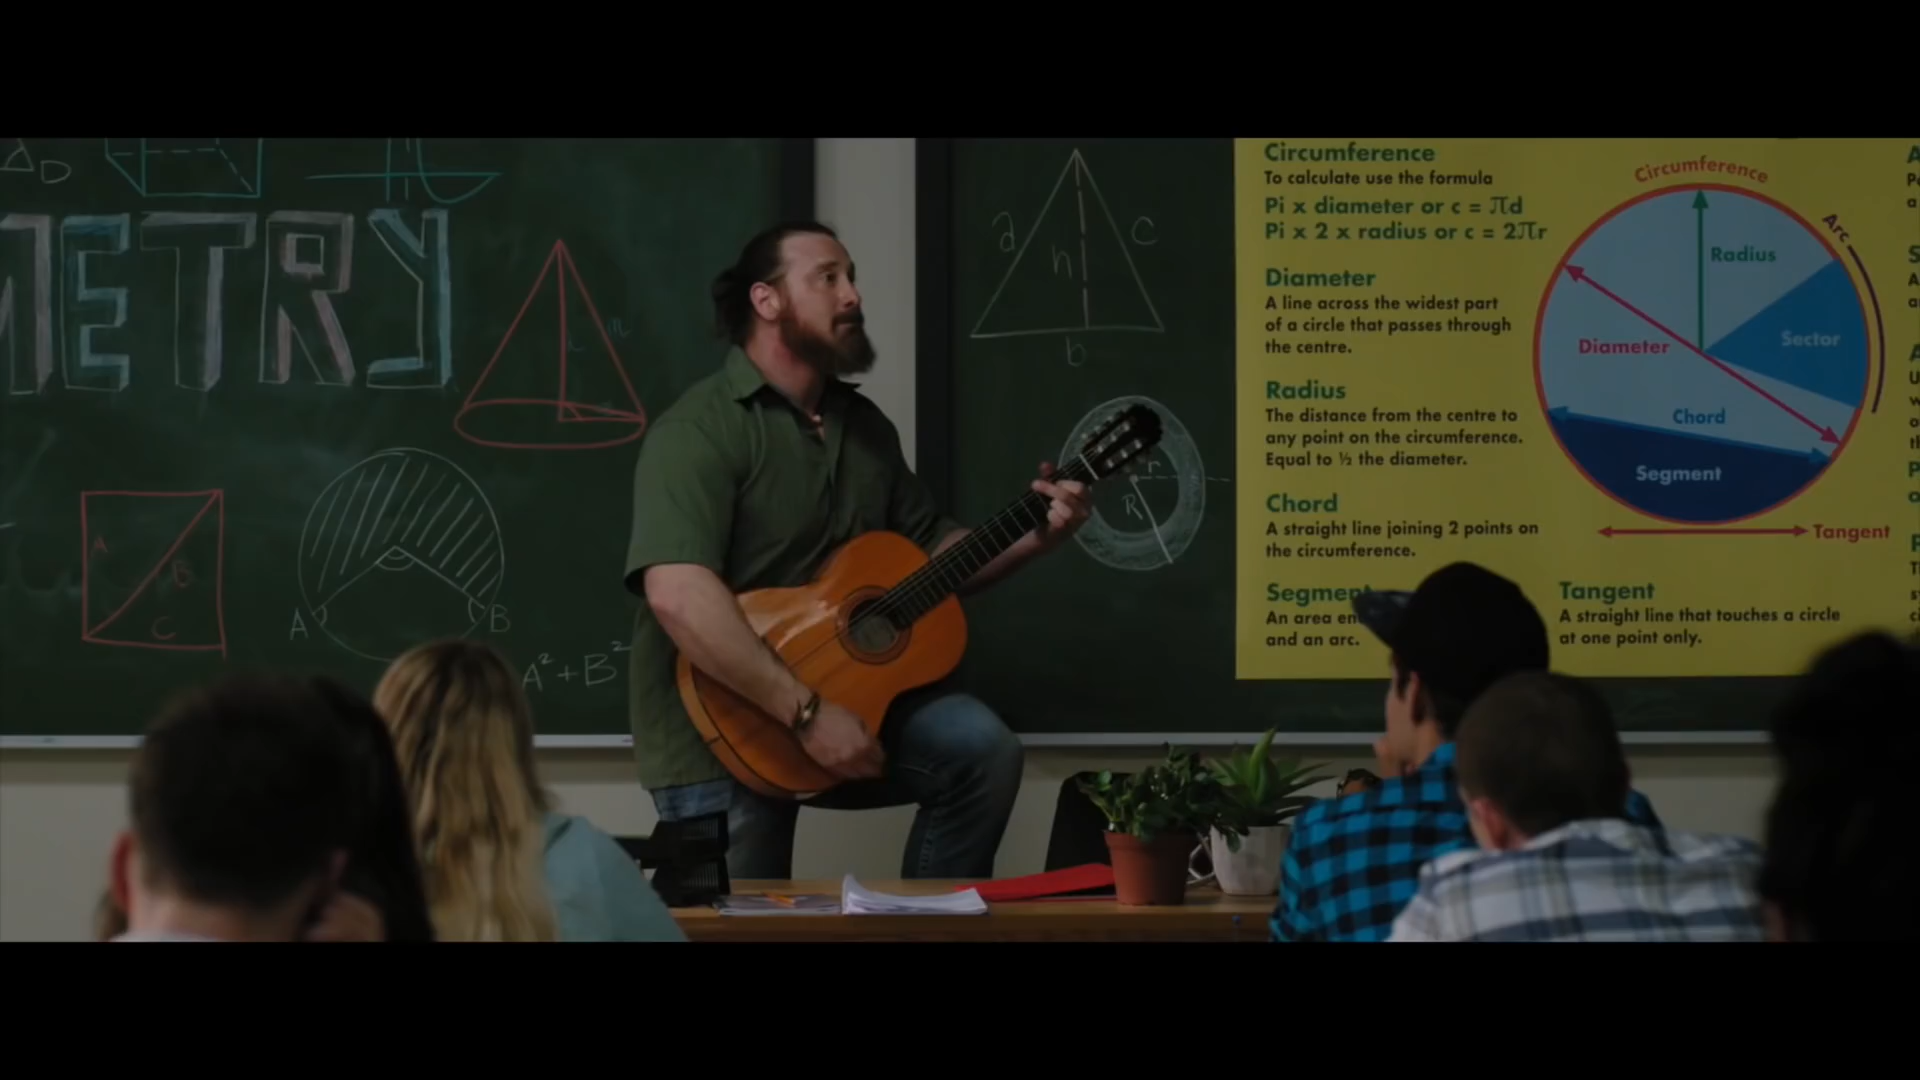 D
METRY
m
A
B
C
A
B
A² + B²
a
c
h
b
r
R
Circumference
To calculate use the formula
Pi x diameter or c = πd
Pi x 2 x radius or c = 2πr
Diameter
A line across the widest part
of a circle that passes through
the centre.
Radius
The distance from the centre to
any point on the circumference.
Equal to ½ the diameter.
Chord
A straight line joining 2 points on
the circumference.
Segment
An area en
and an arc.
Circumference
Arc
Radius
Sector
Diameter
Chord
Segment
Tangent
Tangent
A straight line that touches a circle
at one point only.